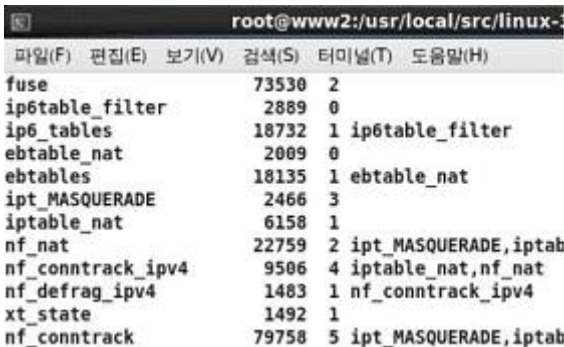 root@www2:/usr/local/src/linux-
파일(F) 편집(E) 보기(V) 검색(S) 터미널(T) 도움말(H)
fuse 73530 2
ip6table_filter 2889 0
ip6_tables 18732 1 ip6table_filter
ebtable_nat 2009 0
ebtables 18135 1 ebtable_nat
ipt_MASQUERADE 2466 3
iptable_nat 6158 1
nf_nat 22759 2 ipt_MASQUERADE,iptab
nf_conntrack_ipv4 9506 4 iptable_nat,nf_nat
nf_defrag_ipv4 1483 1 nf_conntrack_ipv4
xt_state 1492 1
nf_conntrack 79758 5 ipt_MASQUERADE,iptab